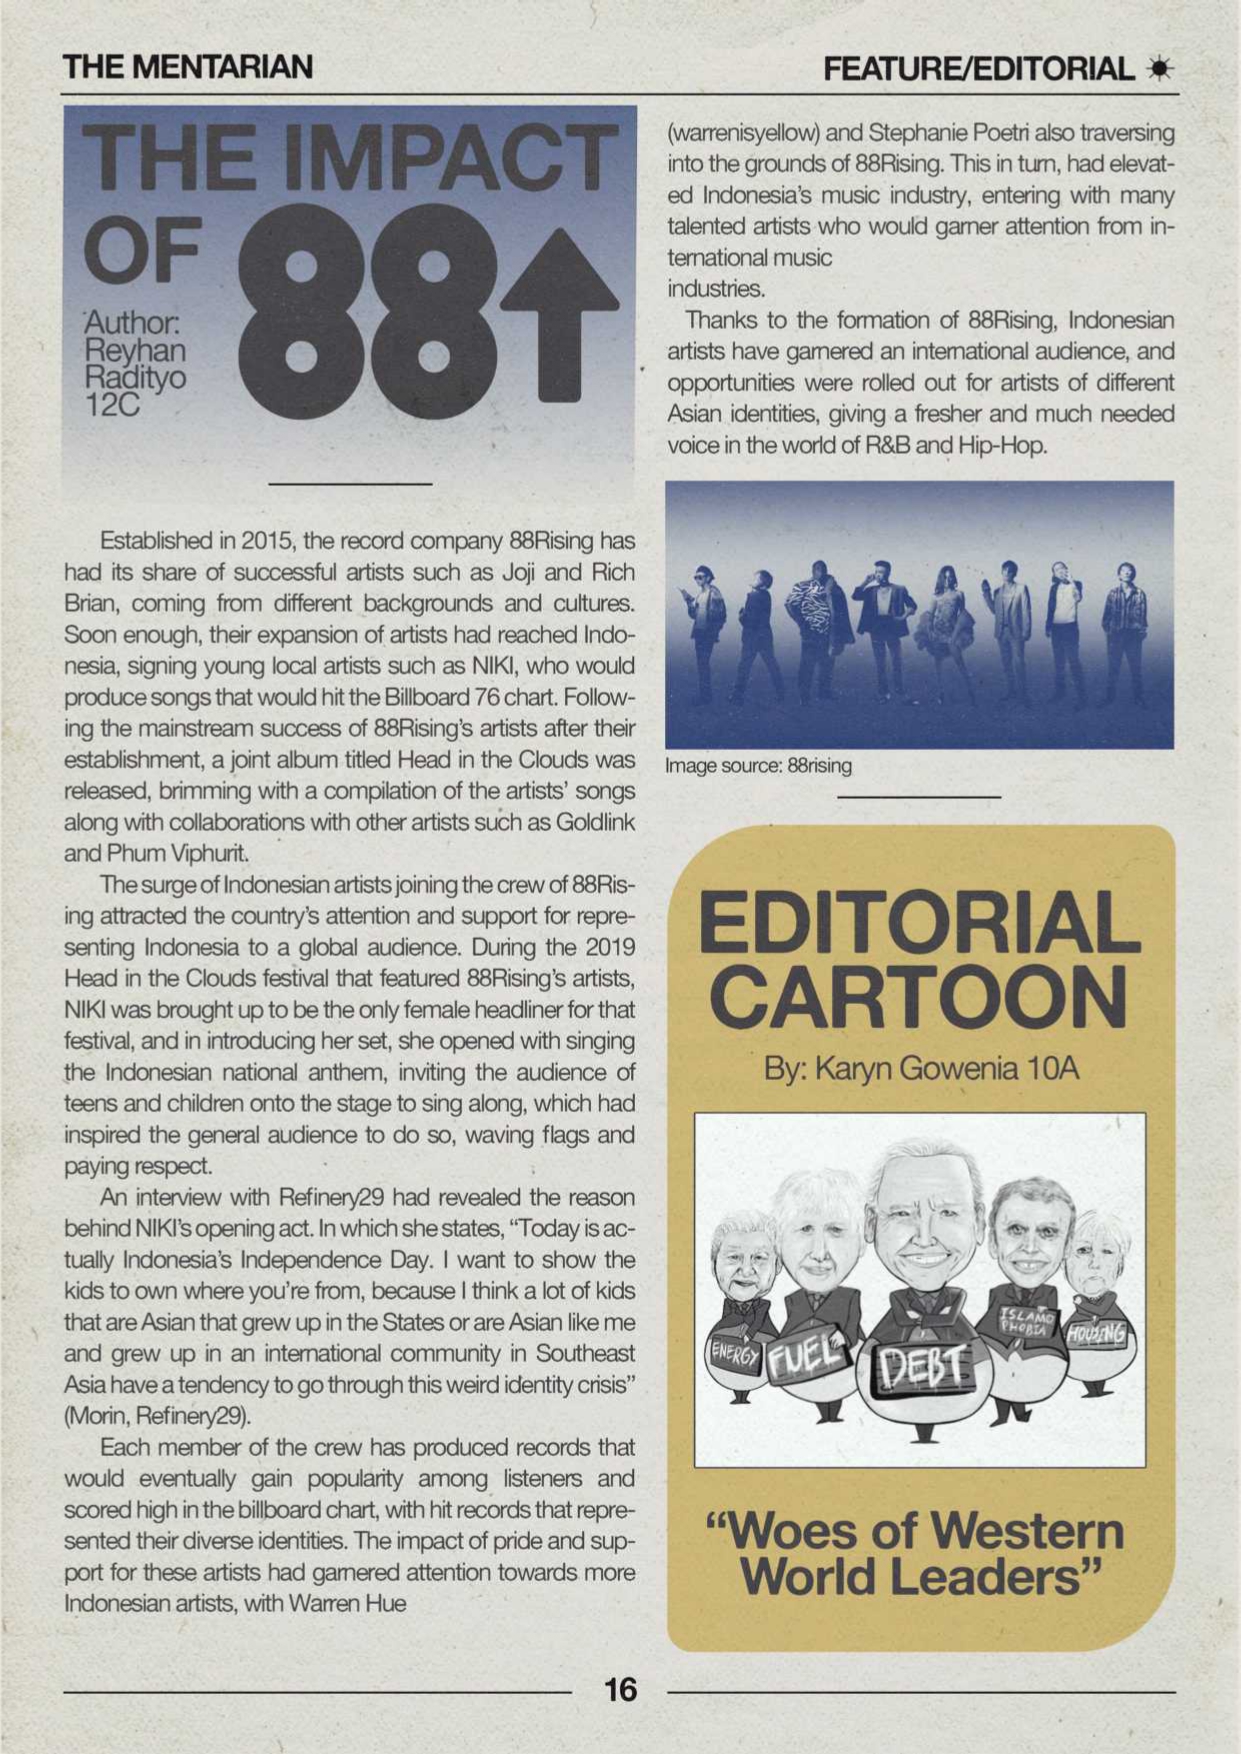 THE MENTARIAN
FEATURE/EDITORIAL
THE IMPACT
OF 88
Author:
Reyhan
Radityo
12C
Established in 2015, the record company 88Rising has
had its share of successful artists such as Joji and Rich
Brian, coming from different backgrounds and cultures.
Soon enough, their expansion of artists had reached Indo-
nesia, signing young local artists such as NIKI, who would
produce songs that would hit the Billboard 76 chart. Follow-
ing the mainstream success of 88Rising's artists after their
establishment, a joint album titled Head in the Clouds was
released, brimming with a compilation of the artists' songs
along with collaborations with other artists such as Goldlink
and Phum Viphurit.
The surge of Indonesian artists joining the crew of 88Ris-
ing attracted the country's attention and support for repre-
senting Indonesia to a global audience. During the 2019
Head in the Clouds festival that featured 88Rising's artists,
NIKI was brought up to be the only female headliner for that
festival, and in introducing her set, she opened with singing
the Indonesian national anthem, inviting the audience of
teens and children onto the stage to sing along, which had
inspired the general audience to do so, waving flags and
paying respect.
An interview with Refinery29 had revealed the reason
behind NIKI's opening act. In which she states, “Today is ac-
tually Indonesia's Independence Day. I want to show the
kids to own where you're from, because I think a lot of kids
that are Asian that grew up in the States or are Asian like me
and grew up in an international community in Southeast
Asia have a tendency to go through this weird identity crisis”
(Morin, Refinery29).
Each member of the crew has produced records that
would eventually gain popularity among listeners and
scored high in the billboard chart, with hit records that repre-
sented their diverse identities. The impact of pride and sup-
port for these artists had garnered attention towards more
Indonesian artists, with Warren Hue
(warrenisyellow) and Stephanie Poetri also traversing
into the grounds of 88Rising. This in turn, had elevat-
ed Indonesia's music industry, entering with many
talented artists who would garner attention from in-
ternational music
industries.
Thanks to the formation of 88Rising, Indonesian
artists have garnered an international audience, and
opportunities were rolled out for artists of different
Asian identities, giving a fresher and much needed
voice in the world of R&B and Hip-Hop.
Image source: 88rising
EDITORIAL
CARTOON
By: Karyn Gowenia 10A
ENERGY
FUEL
DEBT
ISLAMO
PHOBIA
HOUSING
“Woes of Western
World Leaders”
16